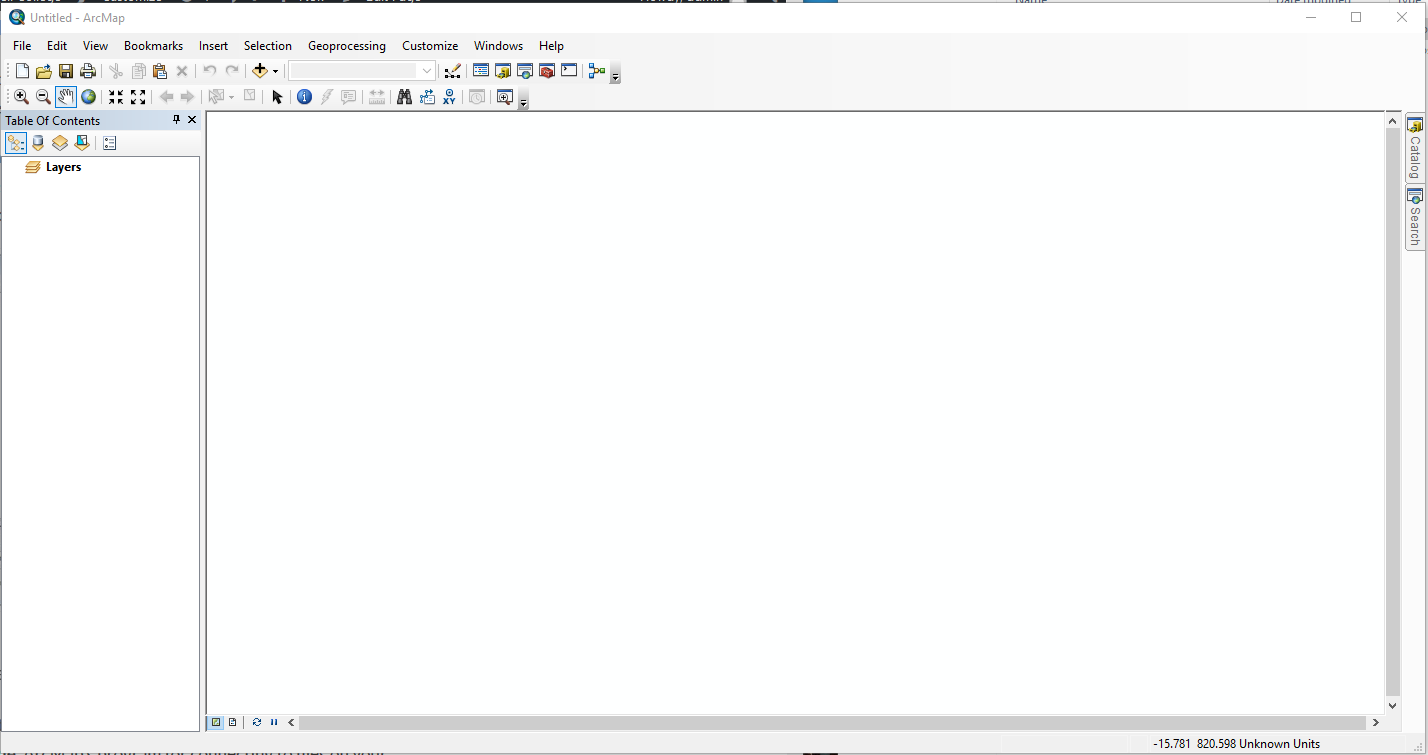 Untitled - ArcMap
File Edit View Bookmarks Insert Selection Geoprocessing Customize Windows Help
XY
Table Of Contents
Layers
Catalog
Search
-15.781 820.598 Unknown Units